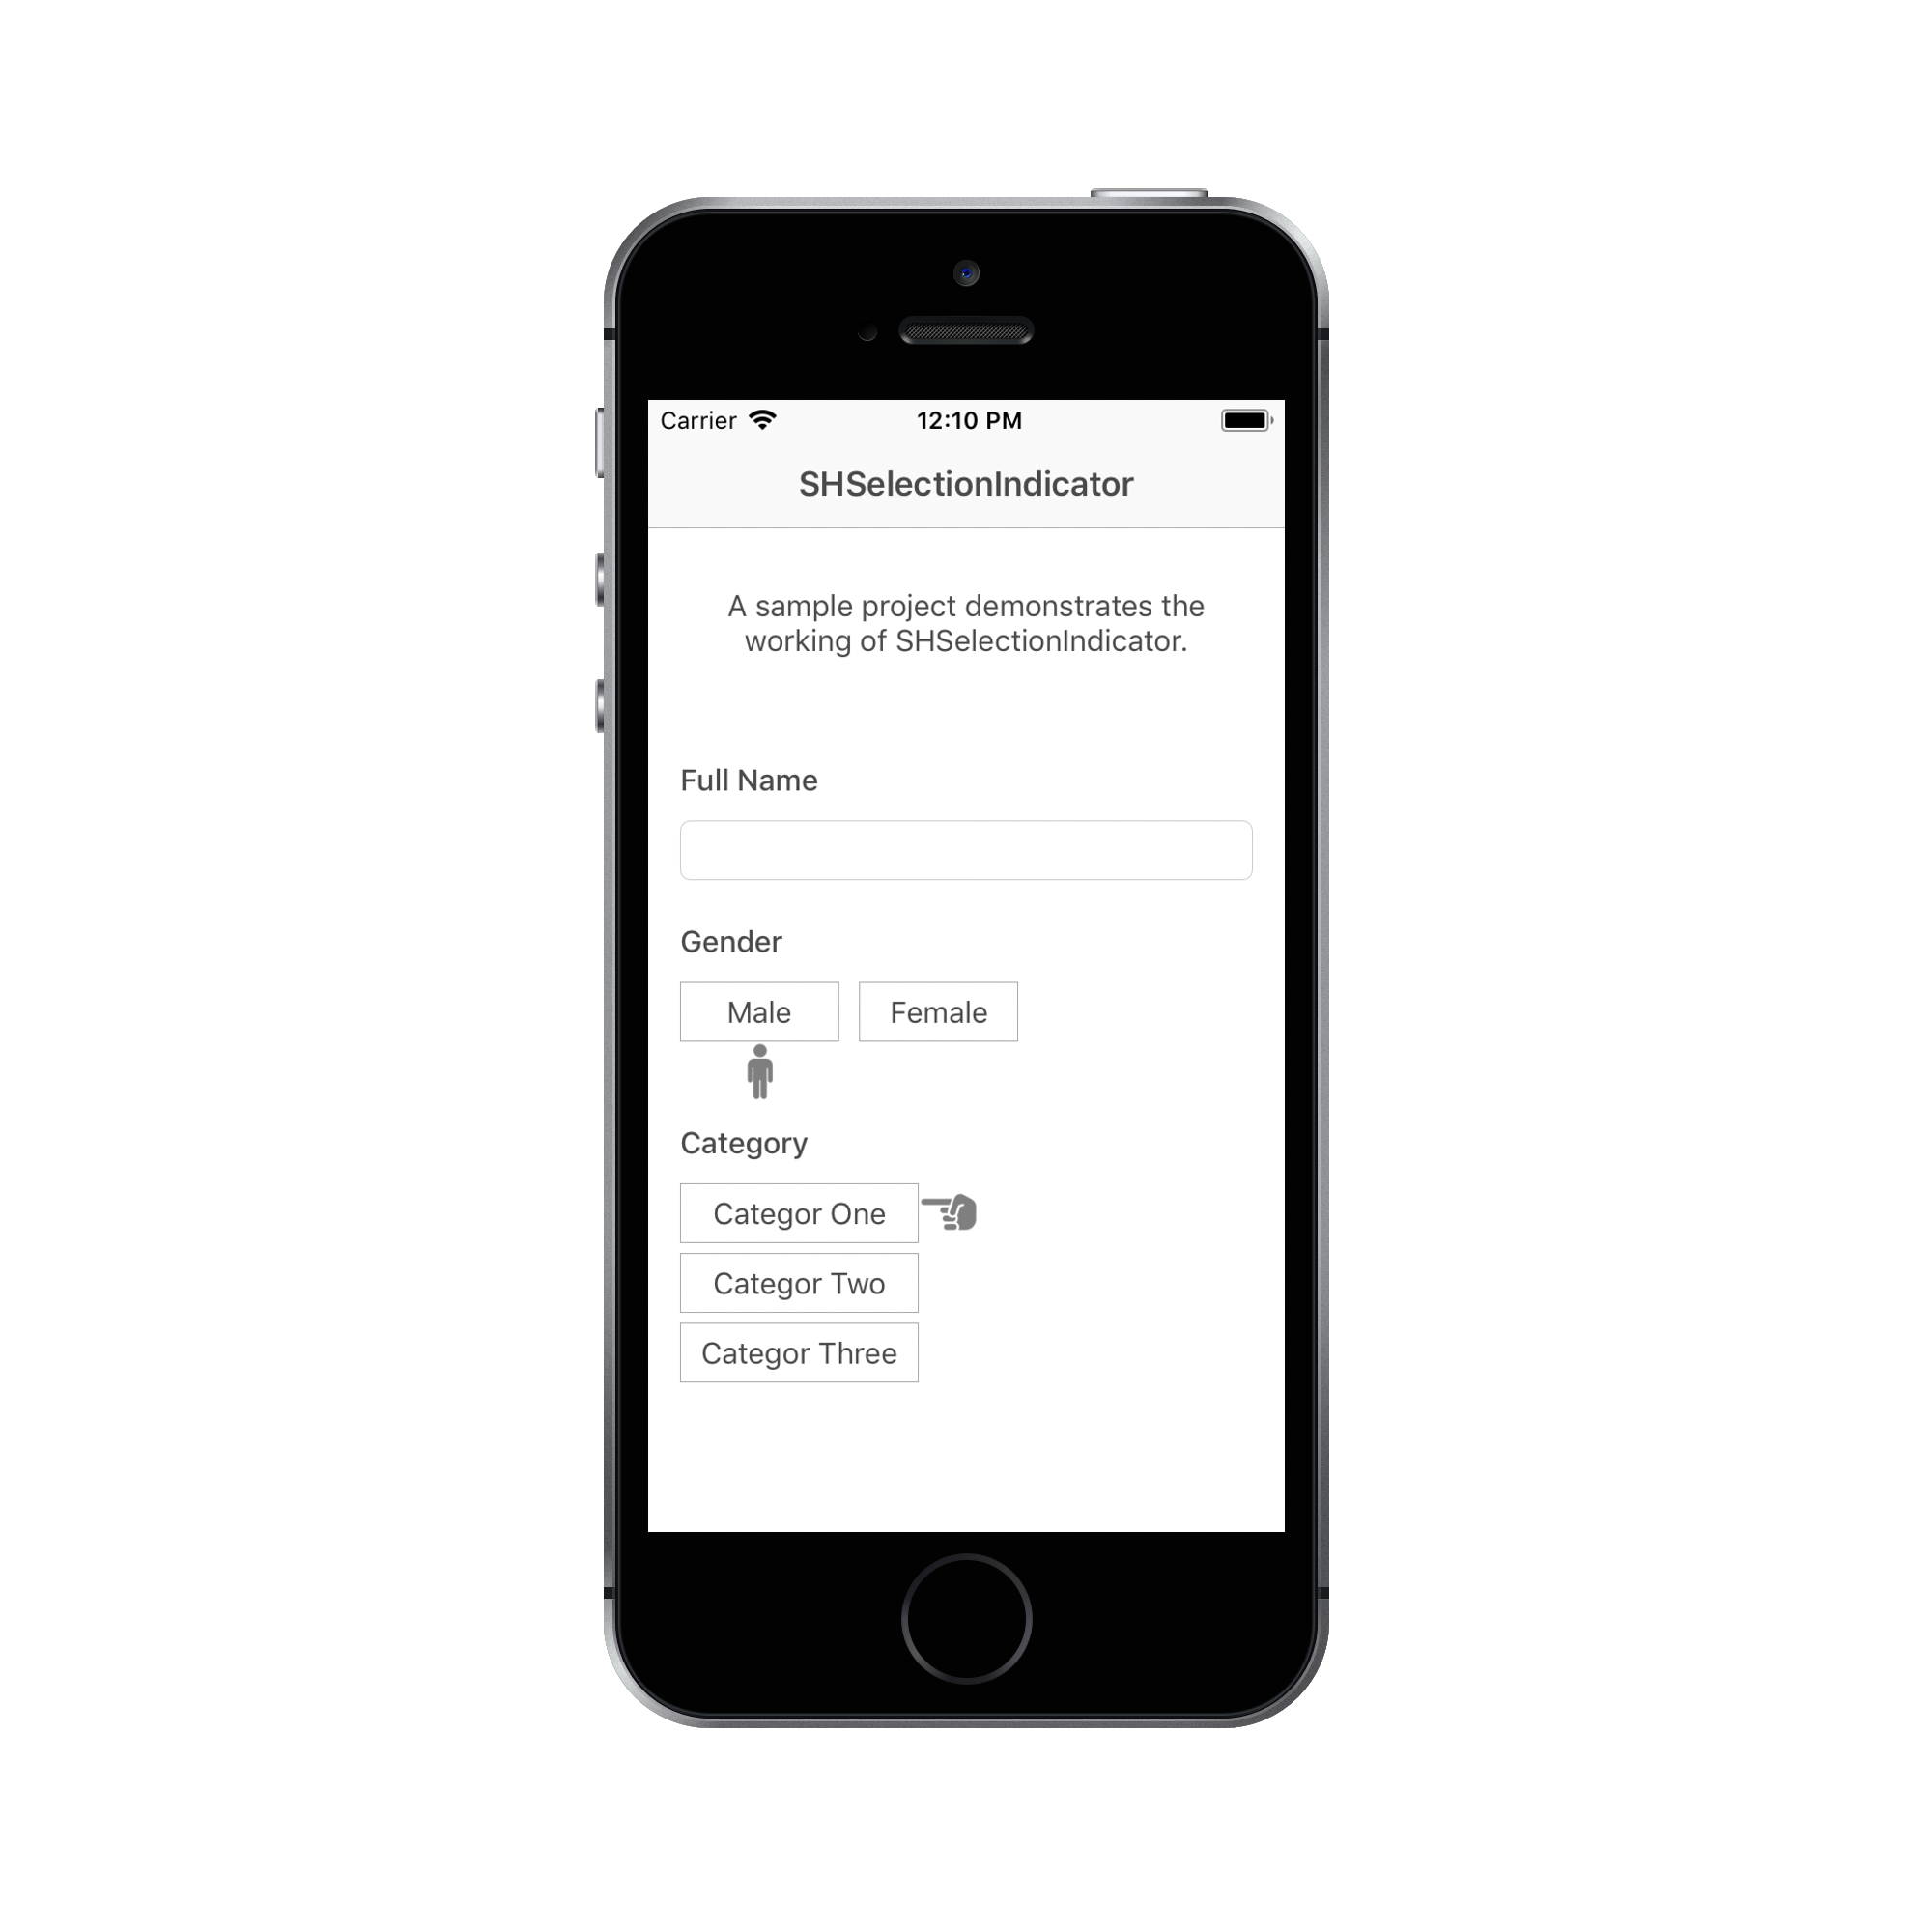 Carrier 12:10 PM
SHSelectionIndicator
A sample project demonstrates the
working of SHSelectionIndicator.
Full Name
Gender
Male Female
Category
Categor One
Categor Two
Categor Three